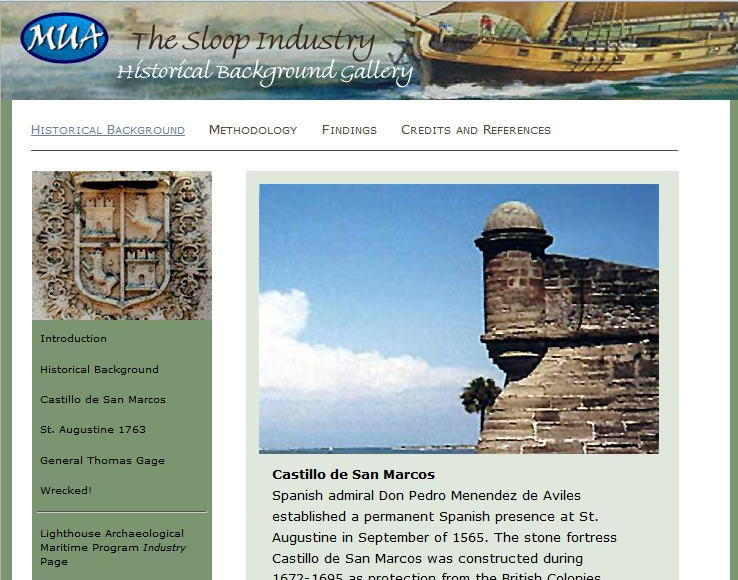 MUA
The Sloop Industry
Historical Background Gallery
Historical Background
Methodology
Findings
Credits and References
Introduction
Historical Background
Castillo de San Marcos
St. Augustine 1763
General Thomas Gage
Wrecked!
Lighthouse Archaeological
Maritime Program Industry
Page
Castillo de San Marcos
Spanish admiral Don Pedro Menendez de Aviles
established a permanent Spanish presence at St.
Augustine in September of 1565. The stone fortress
Castillo de San Marcos was constructed during
1672-1695 as protection from the British Colonies